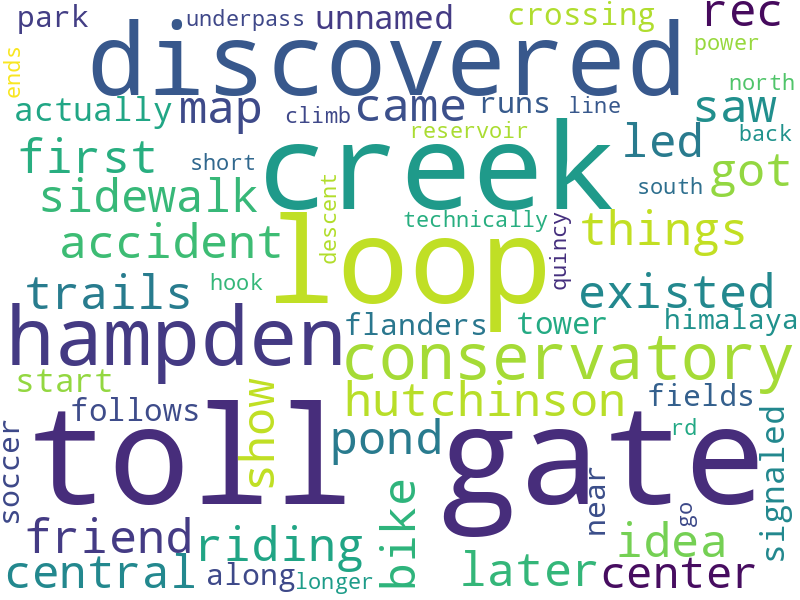 park
underpass
unnamed
crossing
rec
discovered
power
ends
north
actually
map
climb
came
runs
line
saw
back
reservoir
first
short
creek
led
got
south
sidewalk
descent
technically
quincy
things
accident
loop
hook
trails
existed
hampden
flanders
tower
himalaya
conservatory
start
show
hutchinson
fields
follows
toll
gate
pond
rd
soccer
signaled
near
go
bike
friend
riding
idea
central
along
longer
later
center